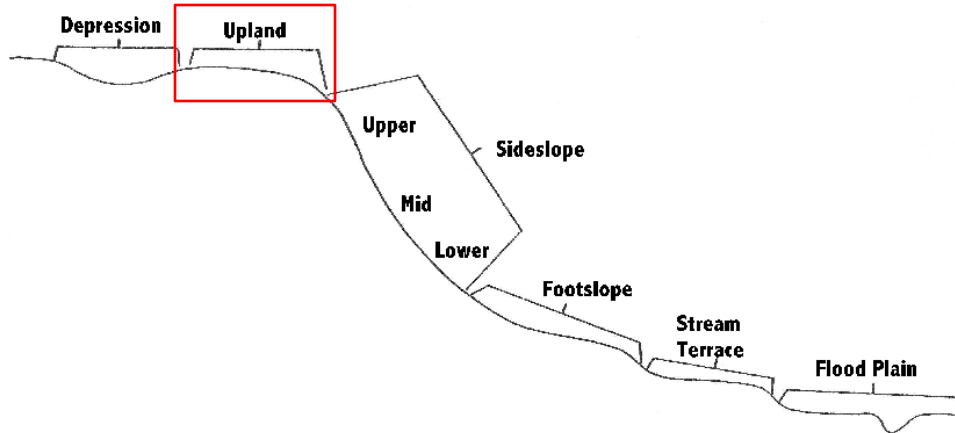 Depression
Upland
Upper
Sideslope
Mid
Lower
Footslope
Stream
Terrace
Flood Plain